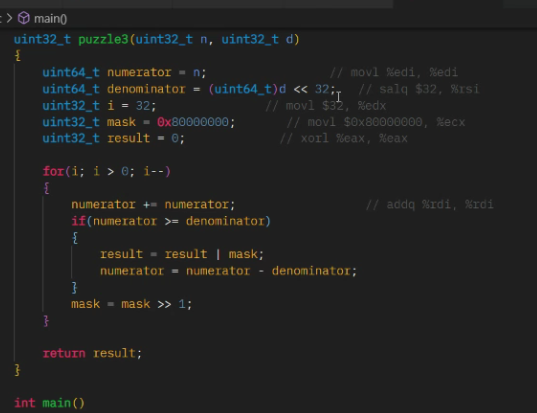 > main()
uint32_t puzzle3(uint32_t n, uint32_t d)
{
uint64_t numerator = n; // movl %edi, %edi
uint64_t denominator = (uint64_t)d << 32; // salq $32, %rsi
uint32_t i = 32; // movl $32, %edx
uint32_t mask = 0x80000000; // movl $0x80000000, %ecx
uint32_t result = 0; // xorl %eax, %eax
for(i; i > 0; i--)
{
numerator += numerator; // addq %rdi, %rdi
if(numerator >= denominator)
{
result = result | mask;
numerator = numerator - denominator;
}
mask = mask >> 1;
}
return result;
}
int main()